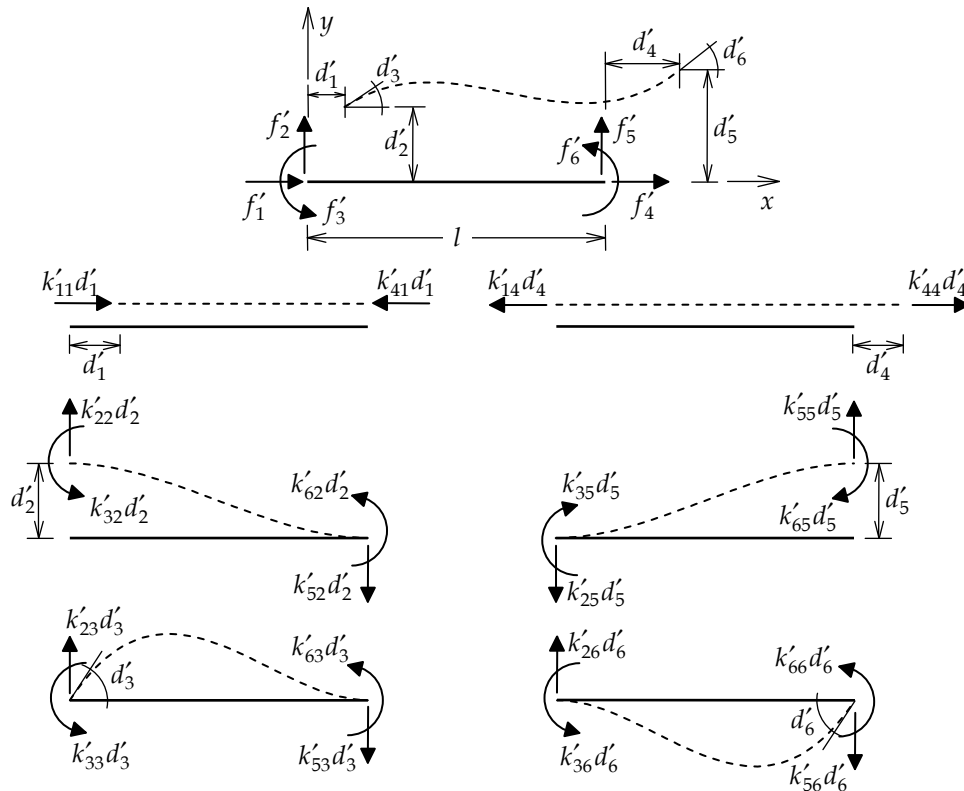 y
d′₄
d′₆
d′₁
d′₃
f′₂
d′₂
f′₅
d′₅
f′₆
f′₁
f′₃
f′₄
x
l
k′₁₁d′₁
k′₄₁d′₁
k′₁₄d′₄
k′₄₄d′₄
d′₁
d′₄
k′₂₂d′₂
k′₅₅d′₅
d′₂
k′₃₂d′₂
k′₆₂d′₂
k′₃₅d′₅
k′₆₅d′₅
d′₅
k′₅₂d′₂
k′₂₅d′₅
k′₂₃d′₃
d′₃
k′₆₃d′₃
k′₂₆d′₆
k′₆₆d′₆
k′₃₃d′₃
k′₅₃d′₃
k′₃₆d′₆
d′₆
k′₅₆d′₆